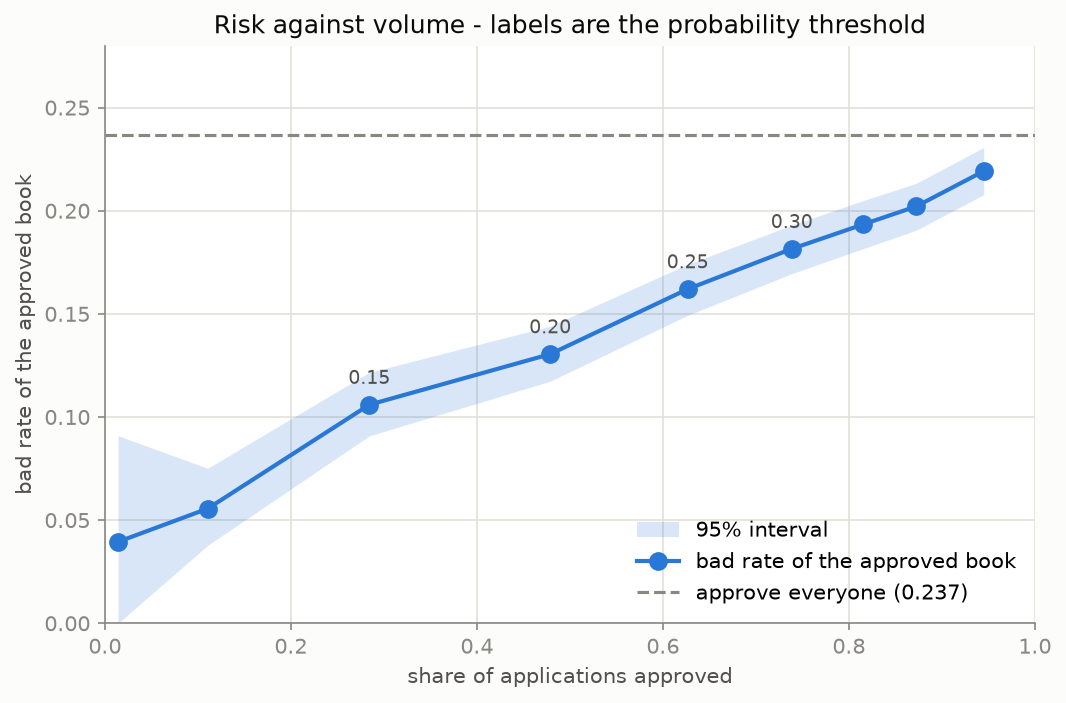 Risk against volume - labels are the probability threshold
bad rate of the approved book
0.25
0.20
0.15
0.10
0.05
0.00
0.15
0.20
0.25
0.30
95% interval
bad rate of the approved book
approve everyone (0.237)
0.0 0.2 0.4 0.6 0.8 1.0
share of applications approved